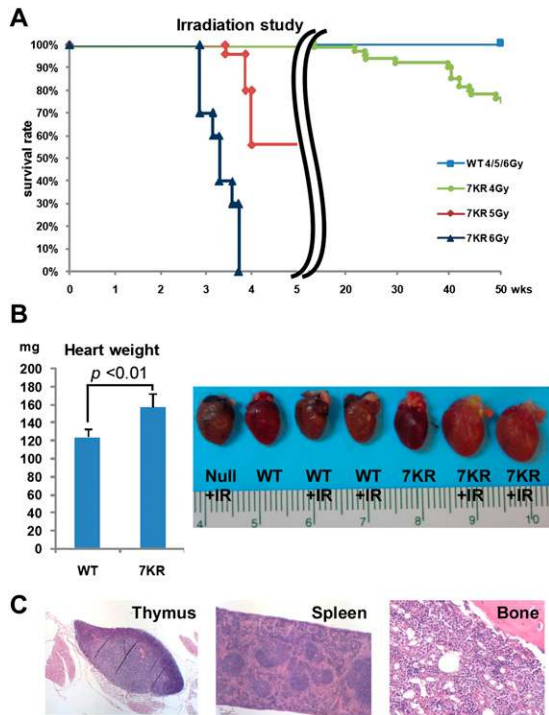 A
Irradiation study
100%
90%
80%
70%
60%
50%
40%
30%
20%
10%
0%
survival rate
WT 4/5/6Gy
7KR 4Gy
7KR 5Gy
7KR 6Gy
0 1 2 3 4 5 20 30 40 50 wks
B
mg Heart weight
p <0.01
200
180
160
140
120
100
80
60
40
20
0
WT 7KR
Null WT WT WT 7KR 7KR 7KR
+IR +IR +IR +IR +IR
4 5 6 7 8 9 10
C
Thymus Spleen Bone